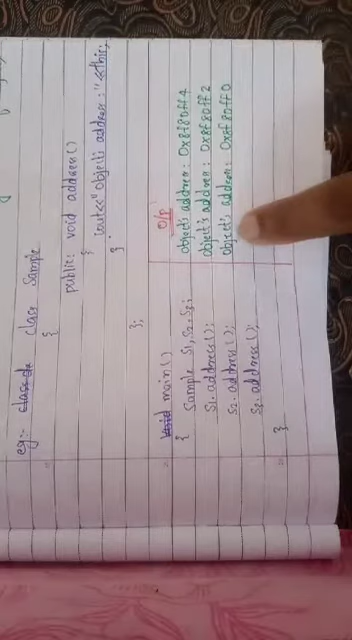 eg:- class Sample
{
public: void address()
{
cout<<"object's address: "<<this;
}
};
void main()
{
Sample S1, S2, S3;
S1.address();
S2.address();
S3.address();
}
O/P
object's address: 0x8f80ff4
object's address: 0x8f80ff2
object's address: 0x8f80ff0